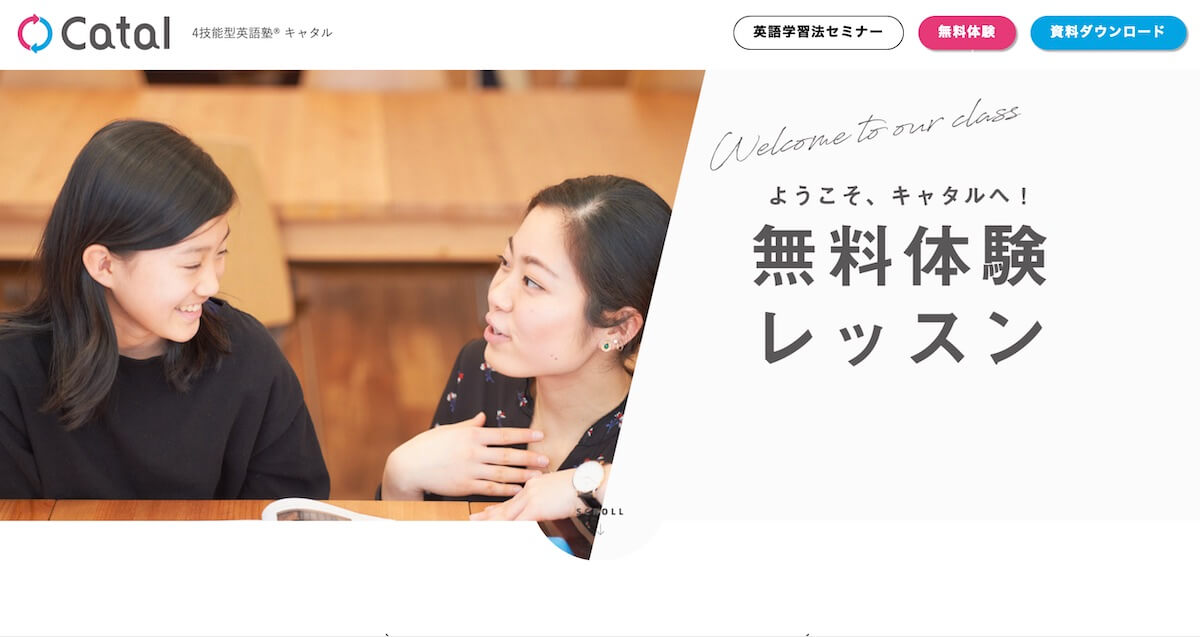 Catal
4技能型英語塾® キャタル
英語学習法セミナー
無料体験
資料ダウンロード
Welcome to our class
ようこそ、キャタルへ！
無料体験
レッスン
SCROLL